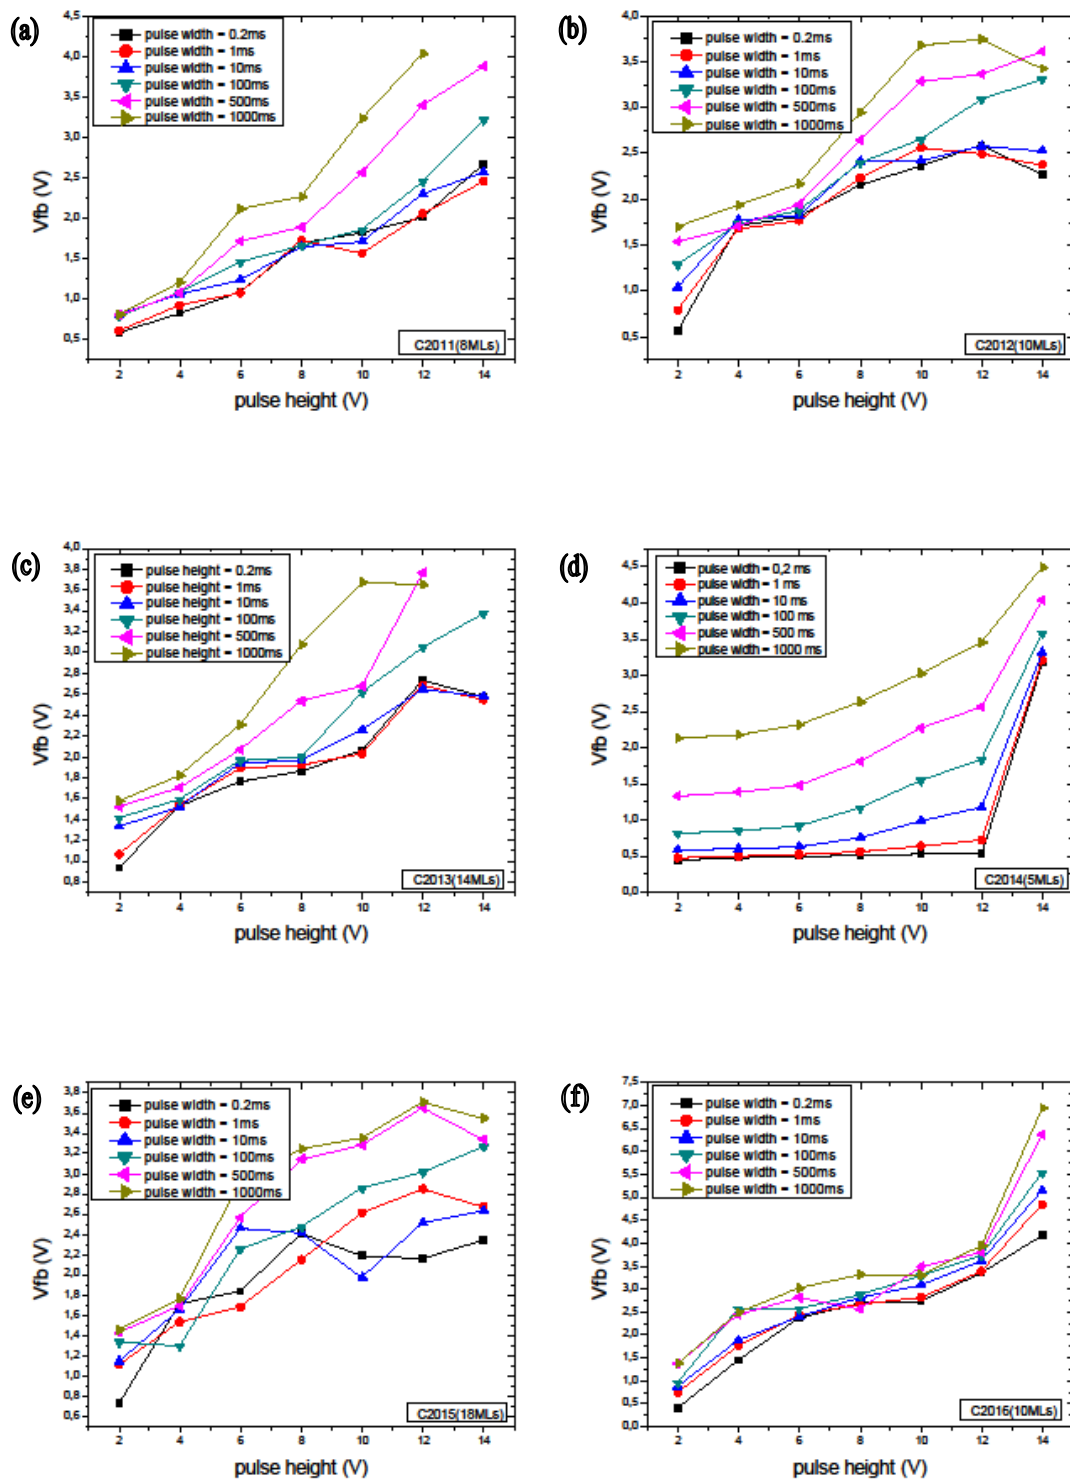 (a)
4,5
4,0
3,5
3,0
2,5
2,0
1,5
1,0
0,5
Vfb (V)
pulse width = 0.2ms
pulse width = 1ms
pulse width = 10ms
pulse width = 100ms
pulse width = 500ms
pulse width = 1000ms
C2011(8MLs)
2 4 6 8 10 12 14
pulse height (V)
(b)
4,0
3,5
3,0
2,5
2,0
1,5
1,0
0,5
Vfb (V)
pulse width = 0.2ms
pulse width = 1ms
pulse width = 10ms
pulse width = 100ms
pulse width = 500ms
pulse width = 1000ms
C2012(10MLs)
2 4 6 8 10 12 14
pulse height (V)
(c)
4,0
3,8
3,6
3,4
3,2
3,0
2,8
2,6
2,4
2,2
2,0
1,8
1,6
1,4
1,2
1,0
0,8
Vfb (V)
pulse height = 0.2ms
pulse height = 1ms
pulse height = 10ms
pulse height = 100ms
pulse height = 500ms
pulse height = 1000ms
C2013(14MLs)
2 4 6 8 10 12 14
pulse height (V)
(d)
4,5
4,0
3,5
3,0
2,5
2,0
1,5
1,0
0,5
0,0
Vfb (V)
pulse width = 0,2 ms
pulse width = 1 ms
pulse width = 10 ms
pulse width = 100 ms
pulse width = 500 ms
pulse width = 1000 ms
C2014(5MLs)
2 4 6 8 10 12 14
pulse height (V)
(e)
3,8
3,6
3,4
3,2
3,0
2,8
2,6
2,4
2,2
2,0
1,8
1,6
1,4
1,2
1,0
0,8
0,6
Vfb (V)
pulse width = 0.2ms
pulse width = 1ms
pulse width = 10ms
pulse width = 100ms
pulse width = 500ms
pulse width = 1000ms
C2015(18MLs)
2 4 6 8 10 12 14
pulse height (V)
(f)
7,5
7,0
6,5
6,0
5,5
5,0
4,5
4,0
3,5
3,0
2,5
2,0
1,5
1,0
0,5
0,0
Vfb (V)
pulse width = 0.2ms
pulse width = 1ms
pulse width = 10ms
pulse width = 100ms
pulse width = 500ms
pulse width = 1000ms
C2016(10MLs)
2 4 6 8 10 12 14
pulse height (V)